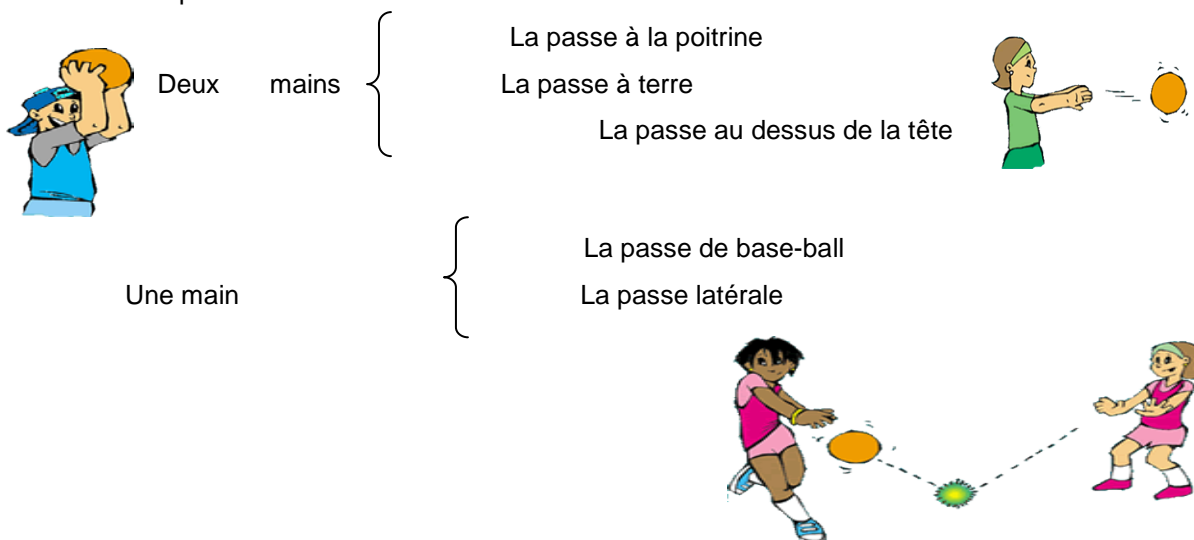 La passe à la poitrine
Deux mains La passe à terre
La passe au dessus de la tête
La passe de base-ball
Une main La passe latérale